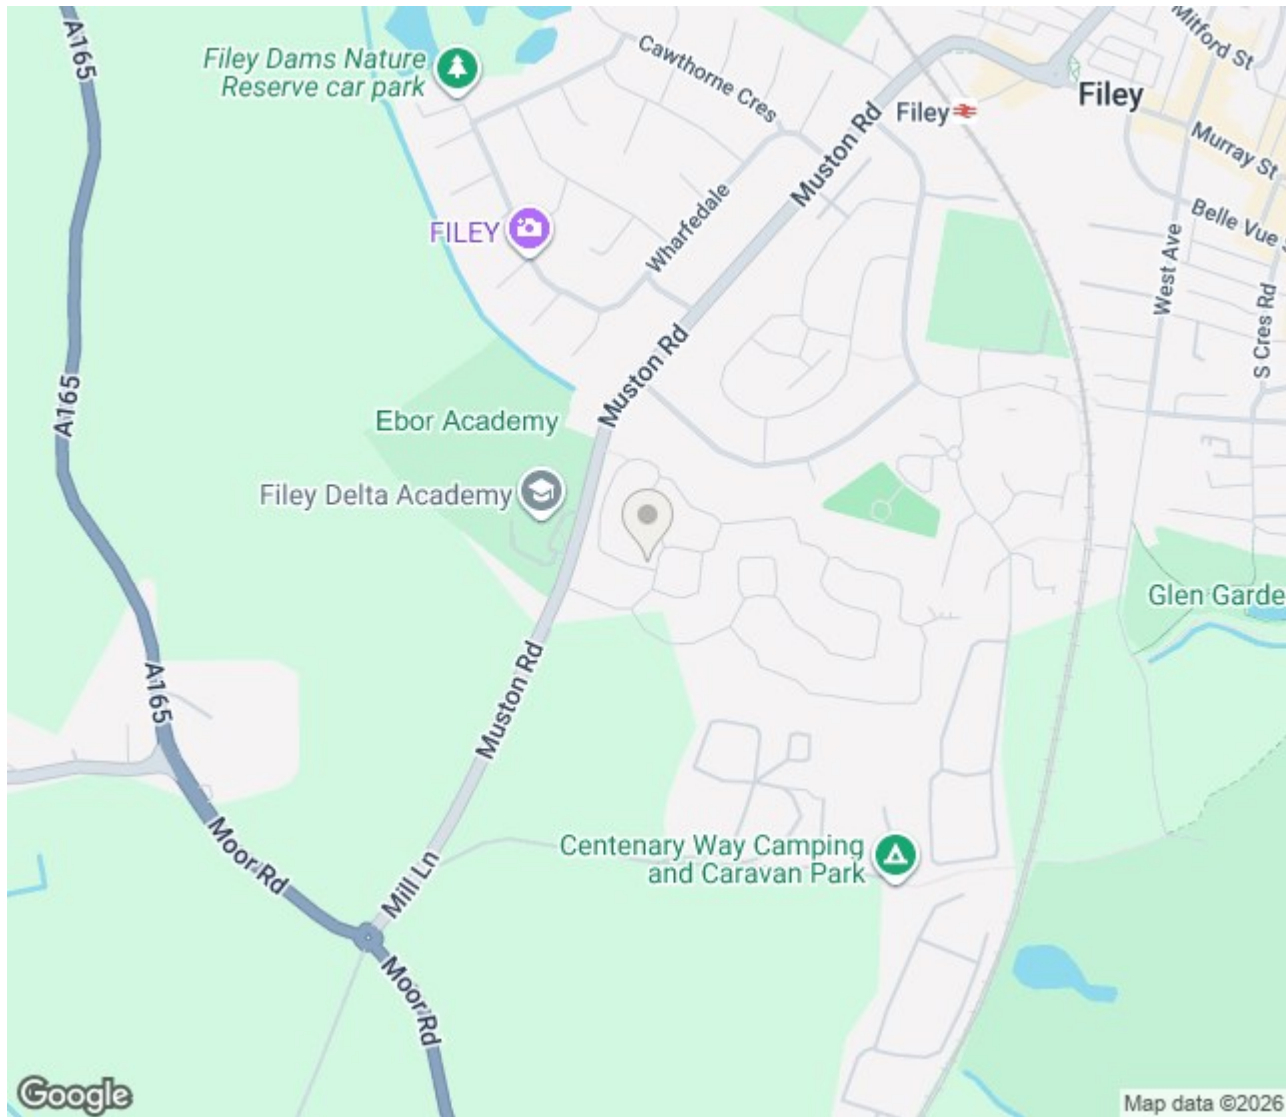 A165
Filey Dams Nature
Reserve car park
Cawthorne Cres
Mitford St
Filey
Filey
Muston Rd
Murray St
Wharfedale
FILEY
Belle Vue S
West Ave
S Cres Rd
Muston Rd
A165
Ebor Academy
Filey Delta Academy
Glen Garde
A165
Muston Rd
Centenary Way Camping
and Caravan Park
Moor Rd
Mill Ln
Moor Rd
Google
Map data ©2026